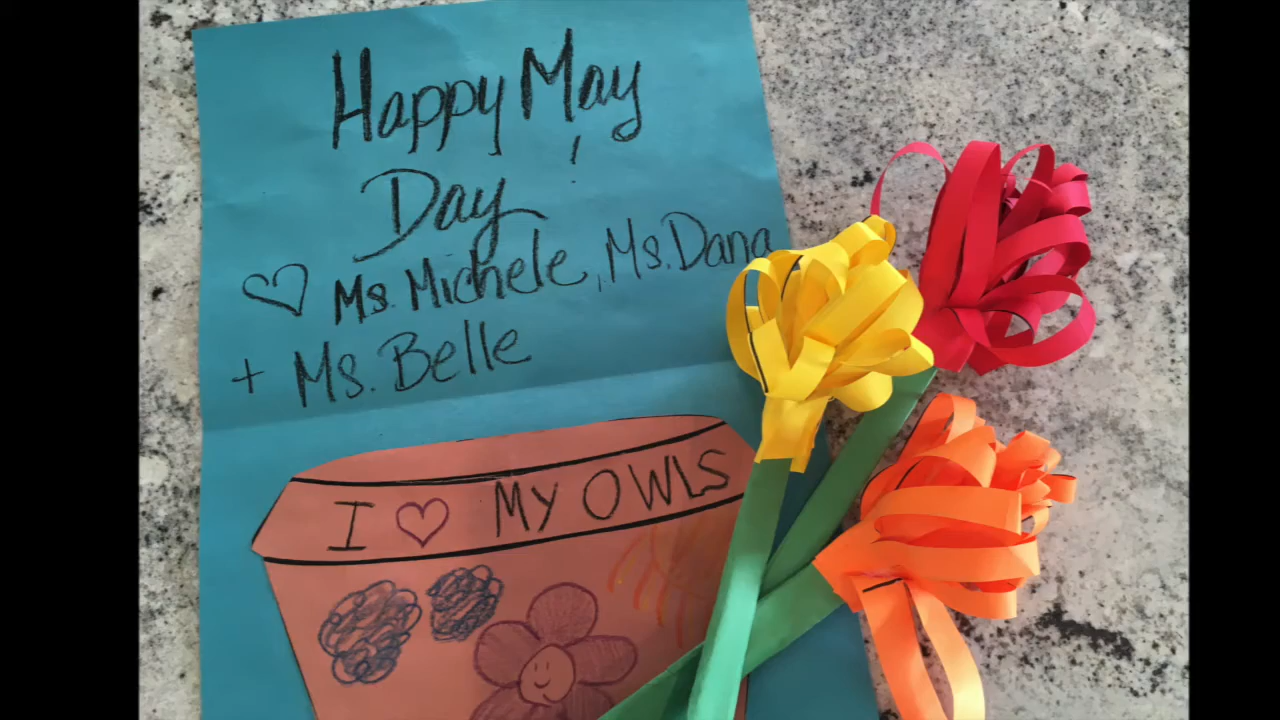 Happy May
Day!
♡ Ms. Michele, Ms. Dana
+ Ms. Belle
I ♡ MY OWLS